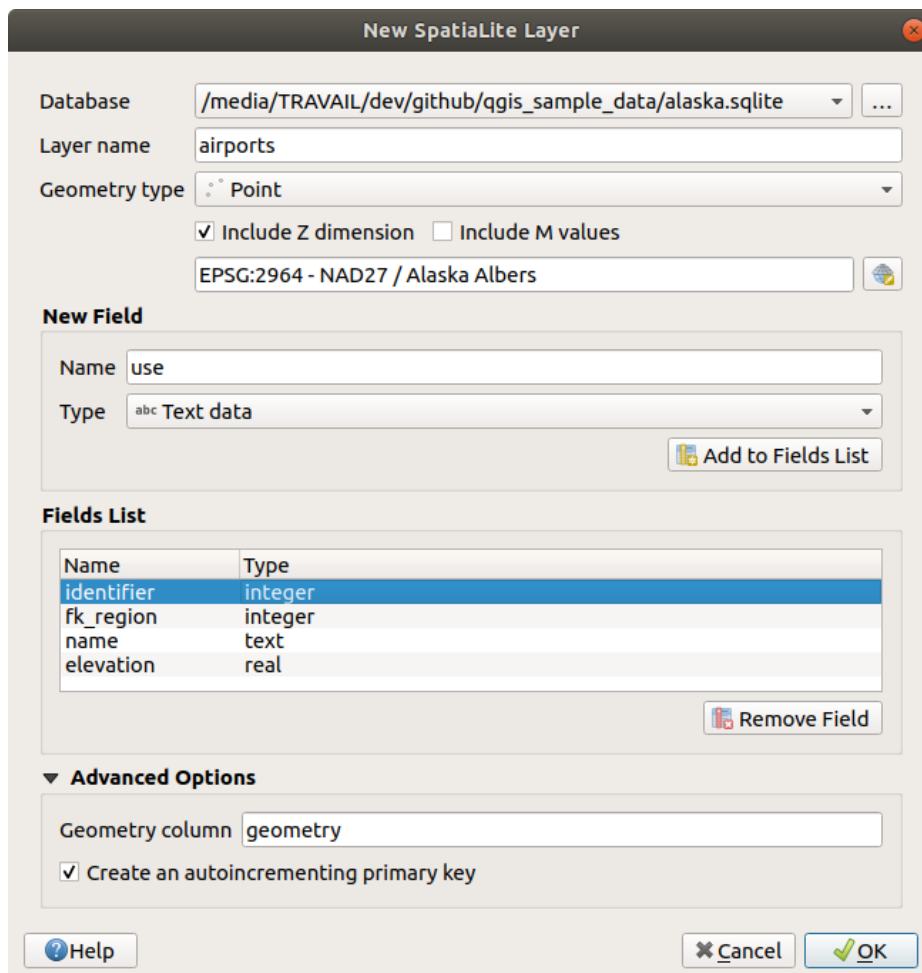 New SpatiaLite Layer
Database /media/TRAVAIL/dev/github/qgis_sample_data/alaska.sqlite ...
Layer name airports
Geometry type Point
Include Z dimension Include M values
EPSG:2964 - NAD27 / Alaska Albers
New Field
Name use
Type abc Text data
Add to Fields List
Fields List
Name Type
identifier integer
fk_region integer
name text
elevation real
Remove Field
Advanced Options
Geometry column geometry
Create an autoincrementing primary key
Help Cancel OK